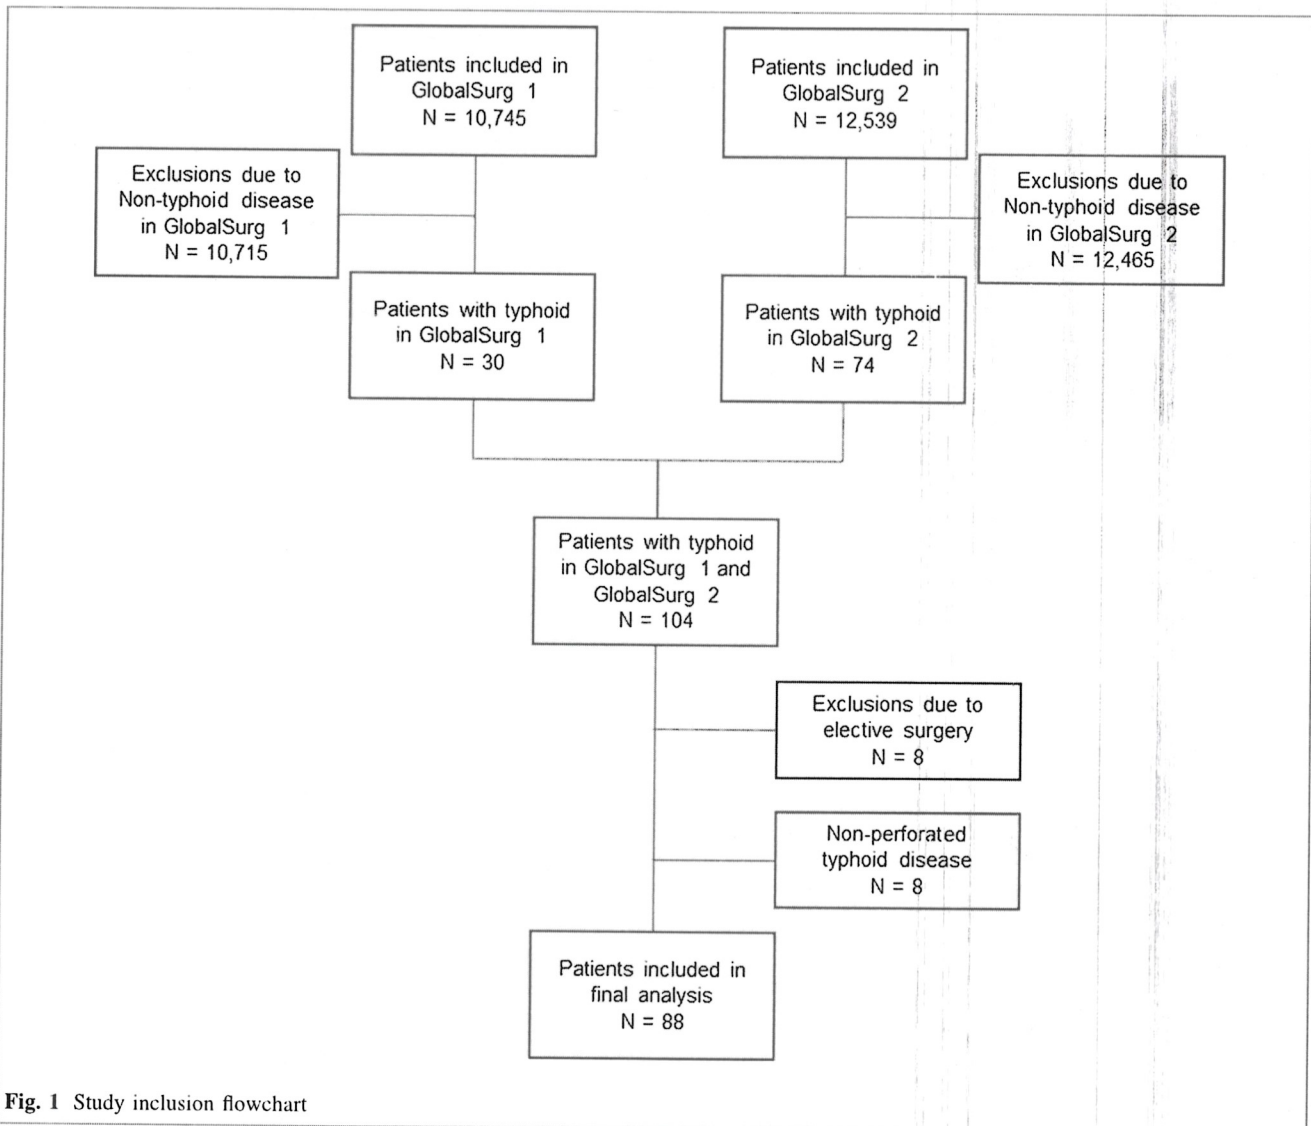 Patients included in
GlobalSurg 1
N = 10,745
Patients included in
GlobalSurg 2
N = 12,539
Exclusions due to
Non-typhoid disease
in GlobalSurg 1
N = 10,715
Exclusions due to
Non-typhoid disease
in GlobalSurg 2
N = 12,465
Patients with typhoid
in GlobalSurg 1
N = 30
Patients with typhoid
in GlobalSurg 2
N = 74
Patients with typhoid
in GlobalSurg 1 and
GlobalSurg 2
N = 104
Exclusions due to
elective surgery
N = 8
Non-perforated
typhoid disease
N = 8
Patients included in
final analysis
N = 88
Fig. 1 Study inclusion flowchart